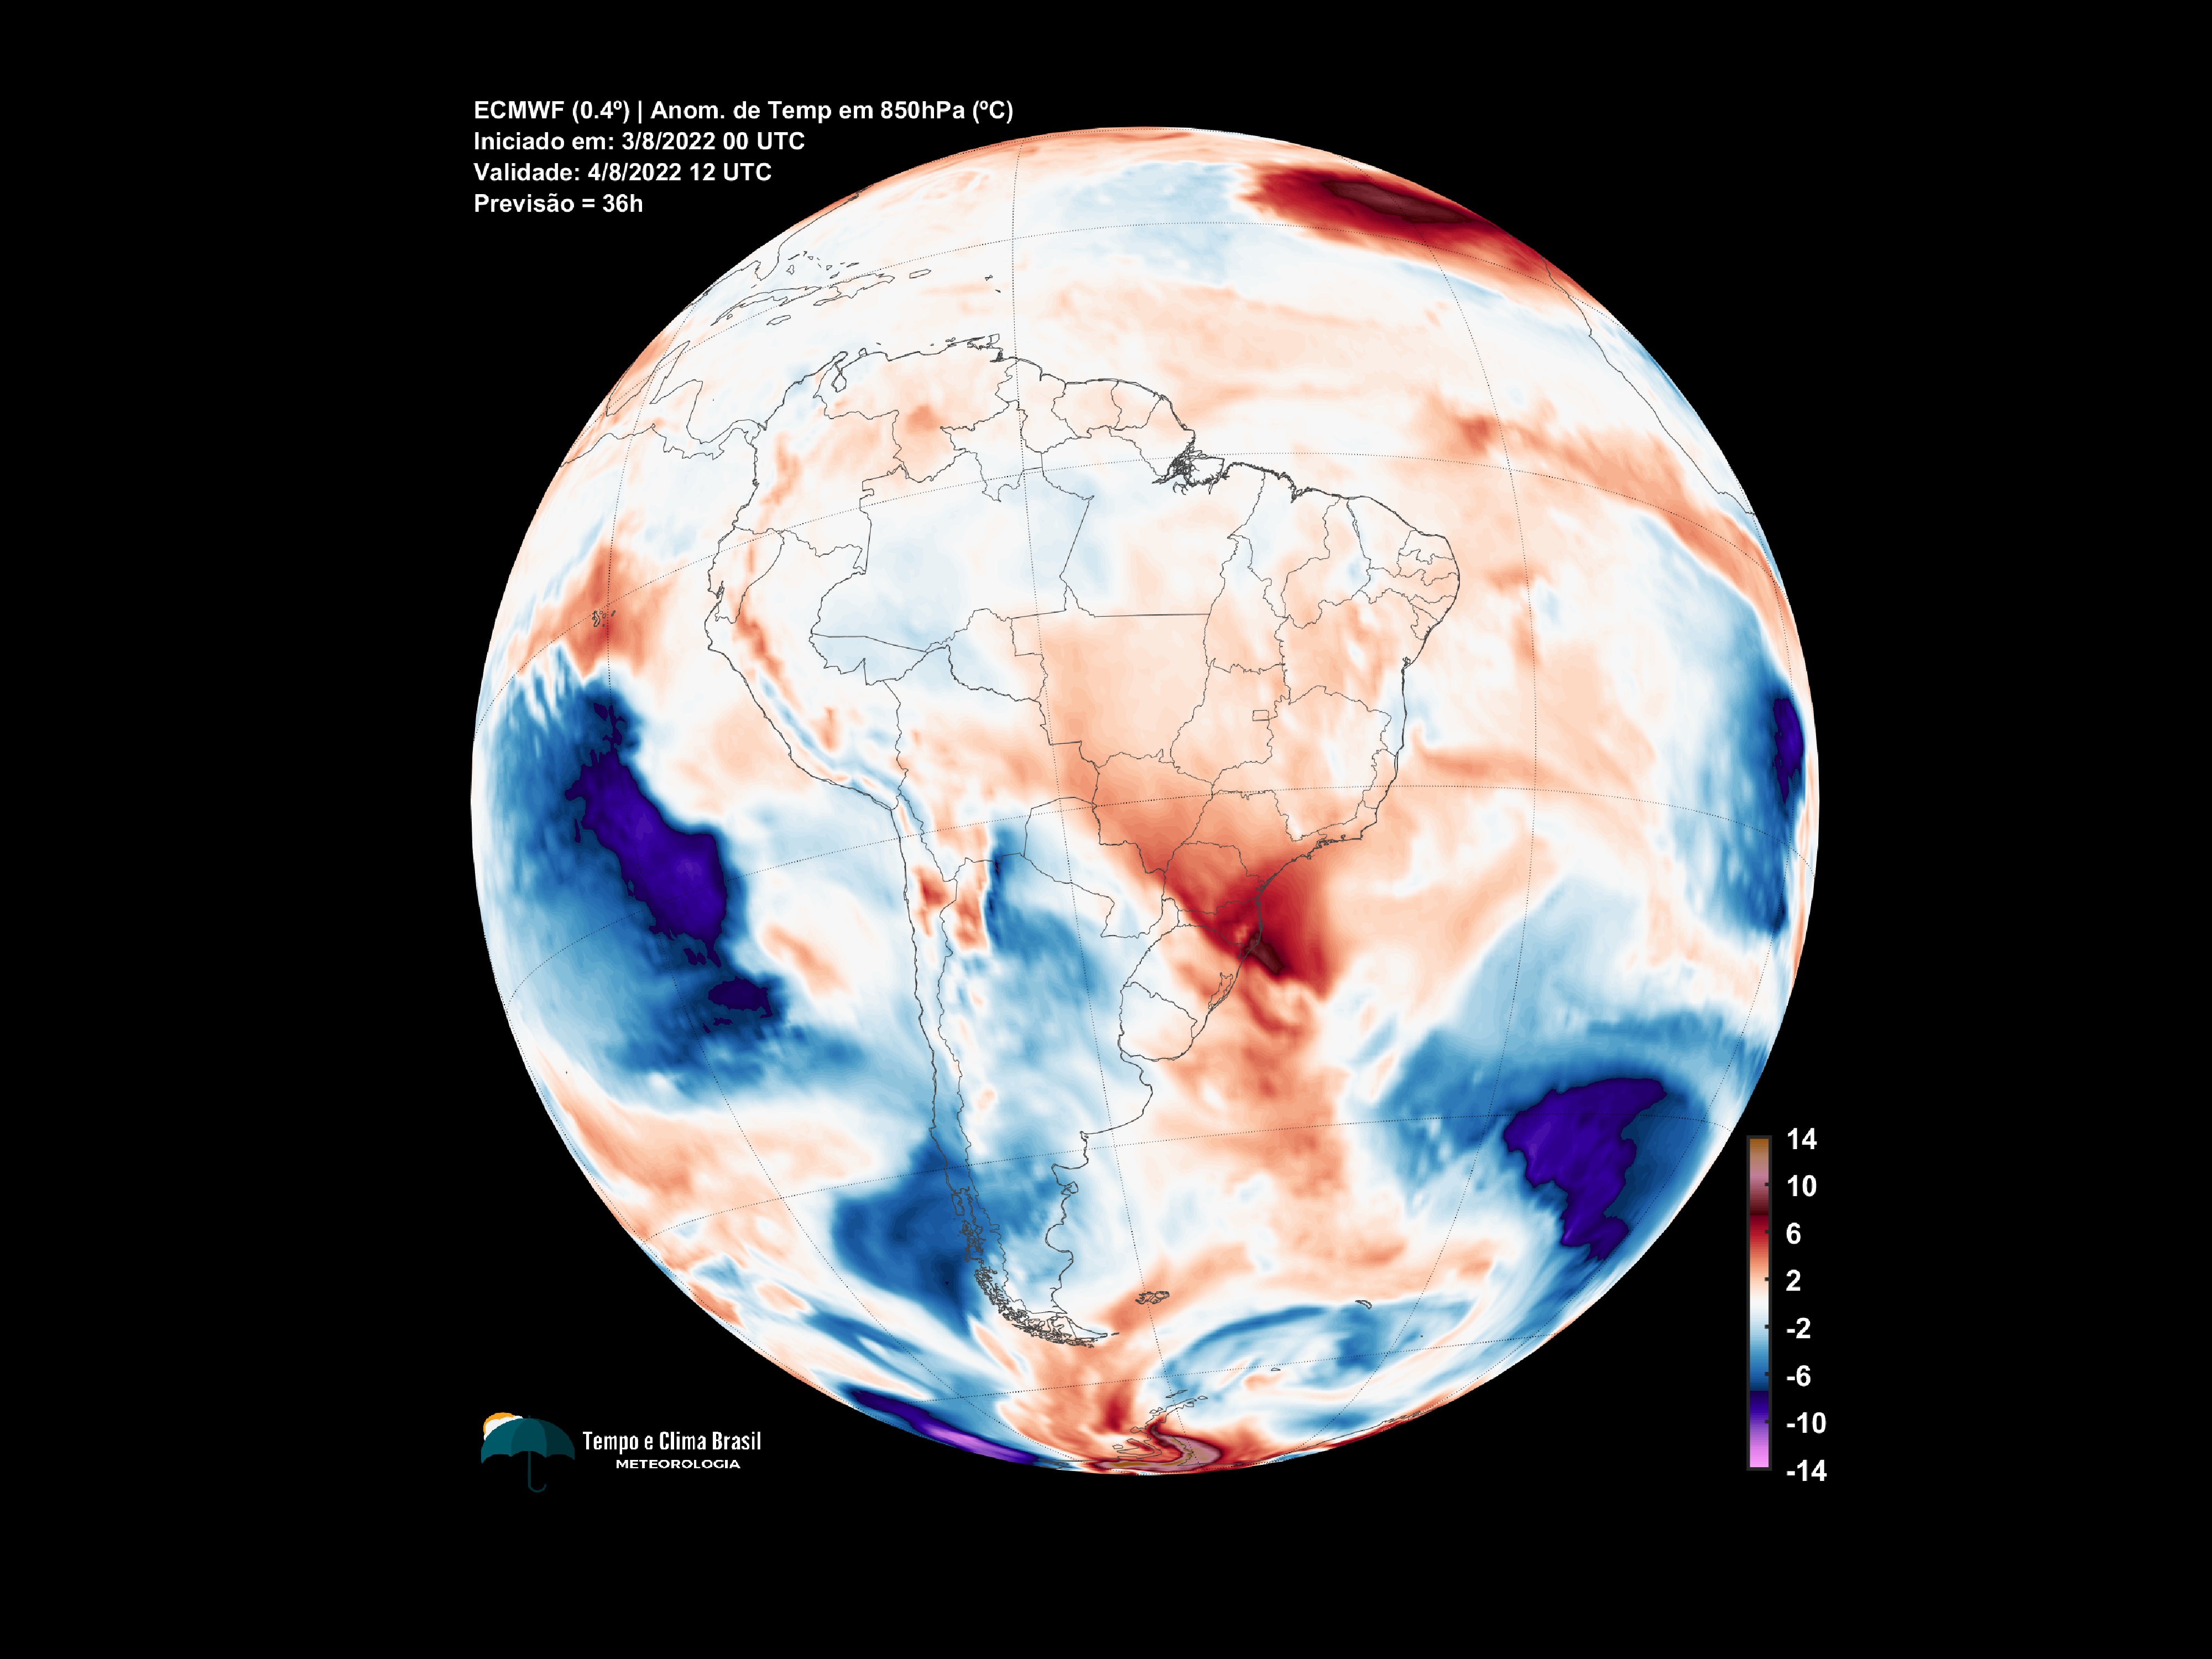 ECMWF (0.4º) | Anom. de Temp em 850hPa (ºC)
Iniciado em: 3/8/2022 00 UTC
Validade: 4/8/2022 12 UTC
Previsão = 36h
14
10
6
2
-2
-6
-10
-14
Tempo e Clima Brasil
METEOROLOGIA